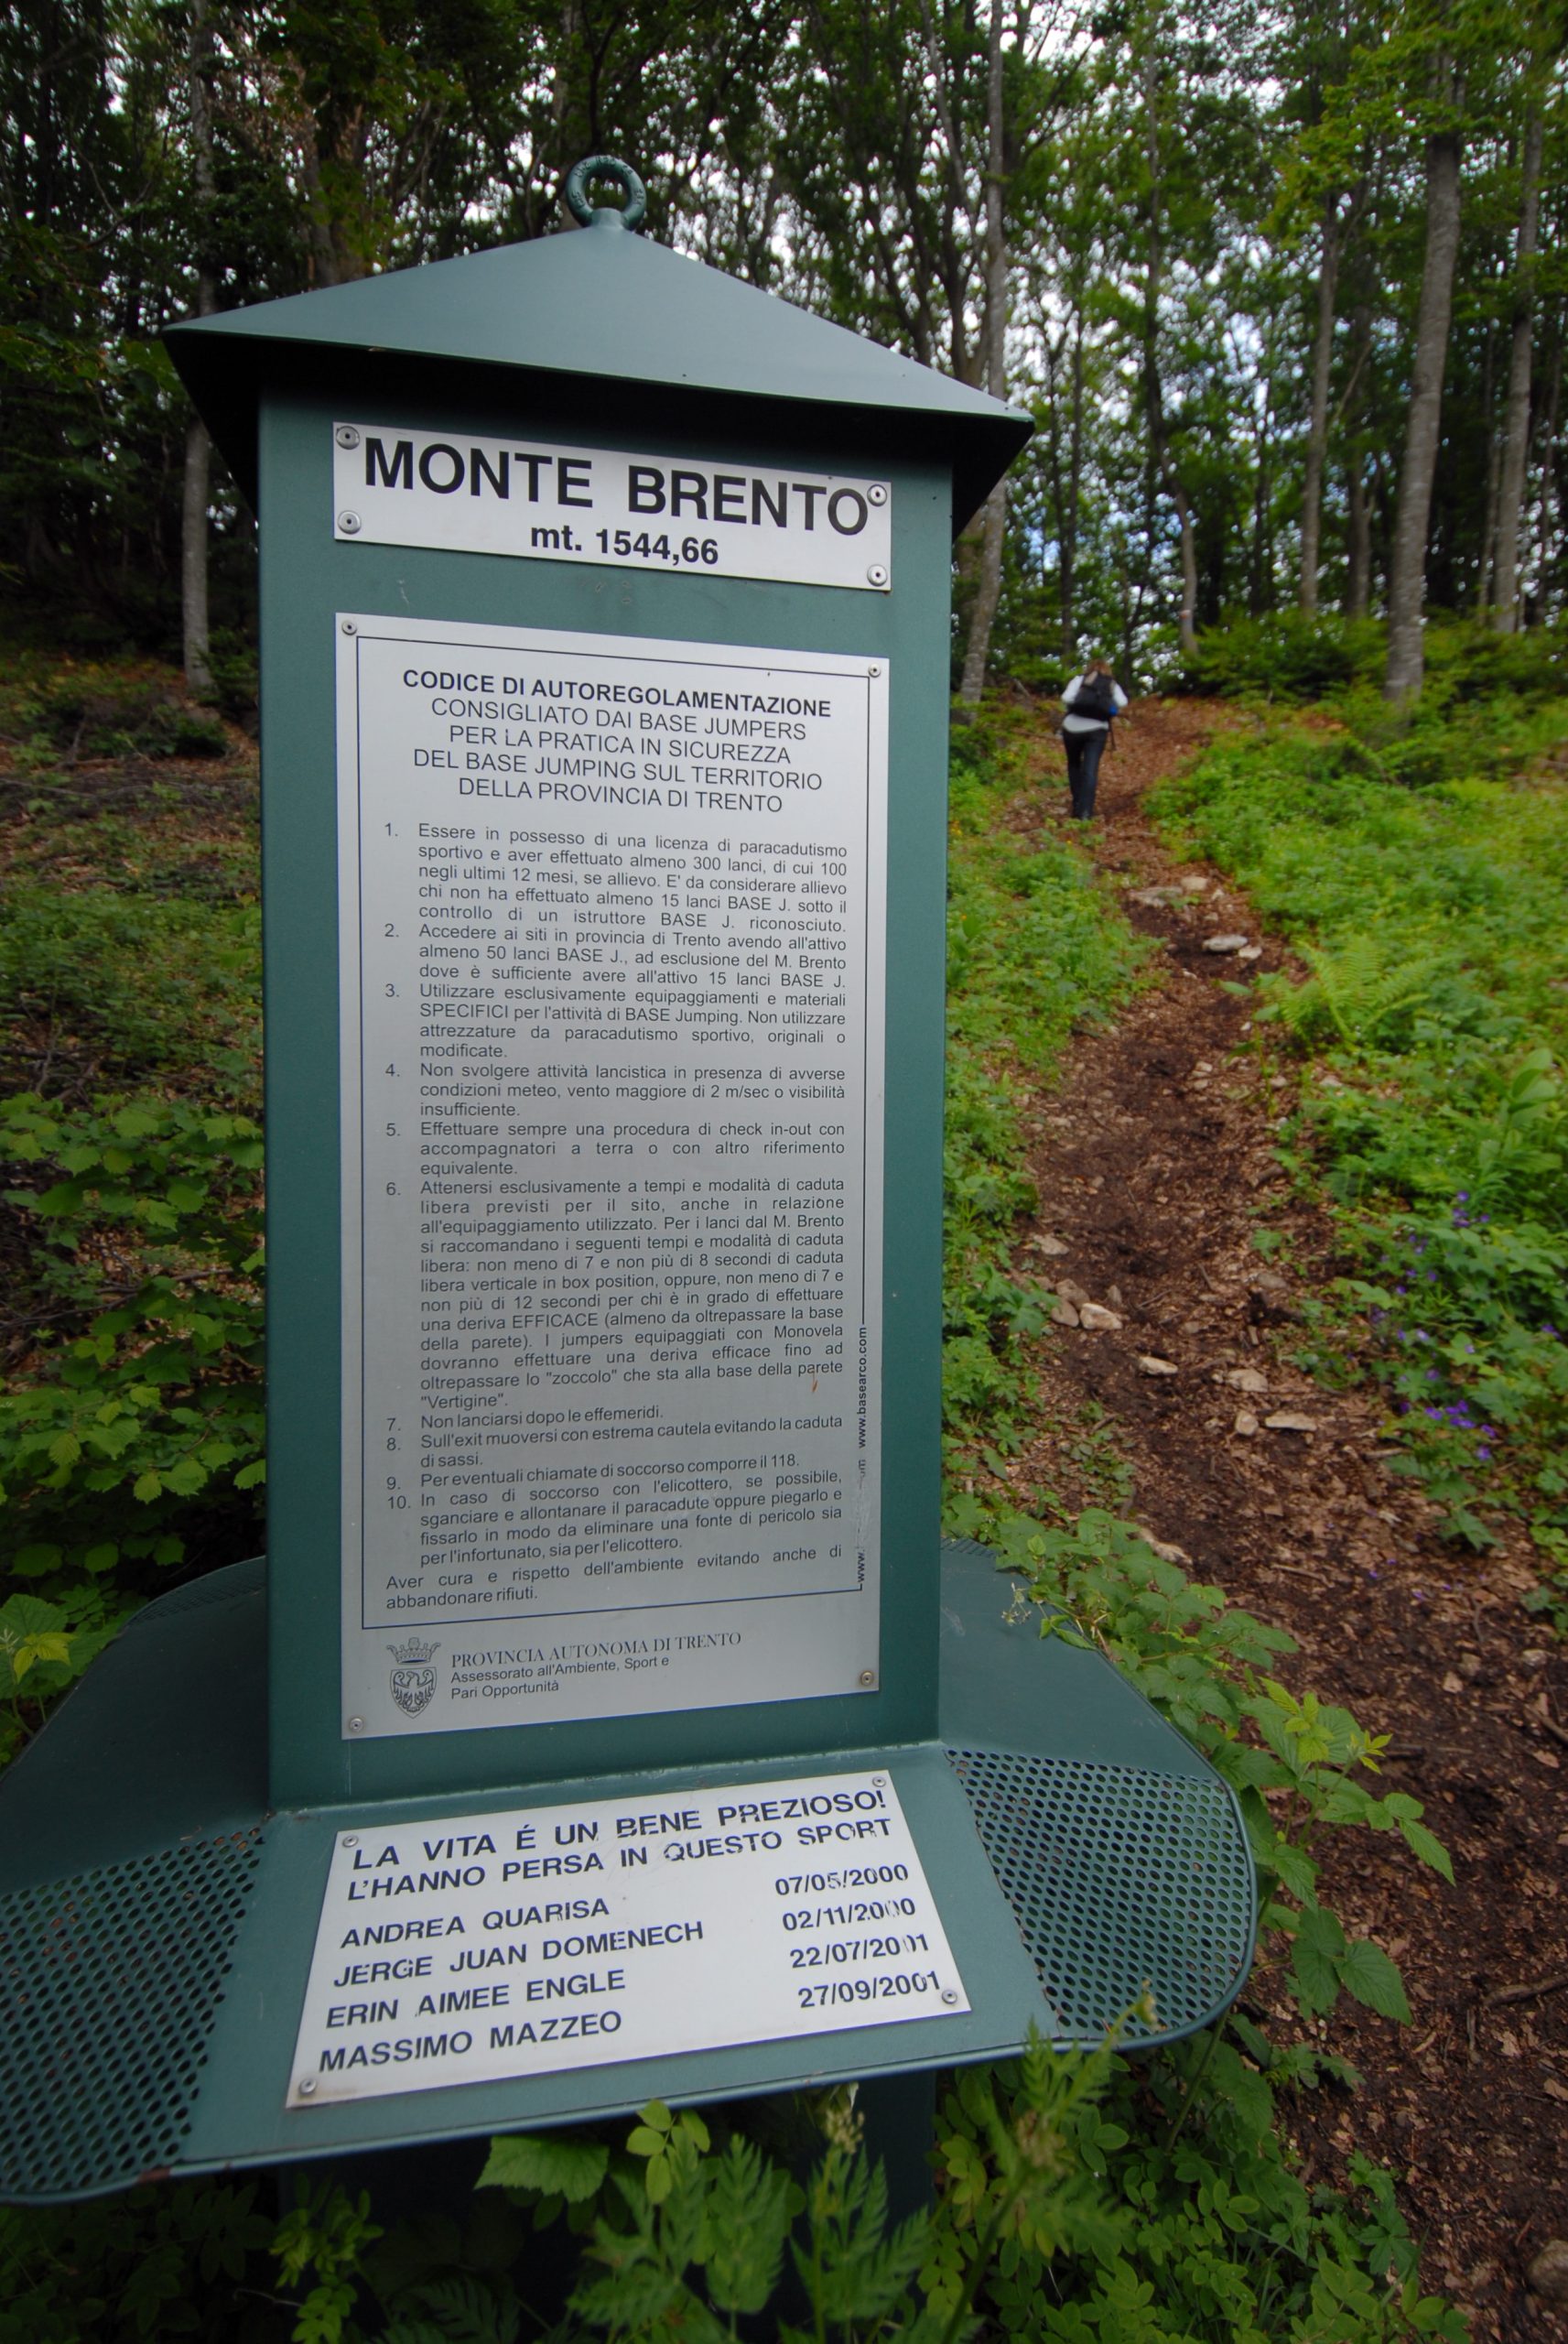 MONTE BRENTO
mt. 1544,66
CODICE DI AUTOREGOLAMENTAZIONE
CONSIGLIATO DAI BASE JUMPERS
PER LA PRATICA IN SICUREZZA
DEL BASE JUMPING SUL TERRITORIO
DELLA PROVINCIA DI TRENTO
1. Essere in possesso di una licenza di paracadutismo
sportivo e aver effettuato almeno 300 lanci, di cui 100
negli ultimi 12 mesi, se allievo. E' da considerare allievo
chi non ha effettuato almeno 15 lanci BASE J. sotto il
controllo di un istruttore BASE J. riconosciuto.
2. Accedere ai siti in provincia di Trento avendo all'attivo
almeno 50 lanci BASE J., ad esclusione del M. Brento
dove è sufficiente avere all'attivo 15 lanci BASE J.
3. Utilizzare esclusivamente equipaggiamenti e materiali
SPECIFICI per l'attività di BASE Jumping. Non utilizzare
attrezzature da paracadutismo sportivo, originali o
modificate.
4. Non svolgere attività lancistica in presenza di avverse
condizioni meteo, vento maggiore di 2 m/sec o visibilità
insufficiente.
5. Effettuare sempre una procedura di check in-out con
accompagnatori a terra o con altro riferimento
equivalente.
6. Attenersi esclusivamente a tempi e modalità di caduta
libera previsti per il sito, anche in relazione
all'equipaggiamento utilizzato. Per i lanci dal M. Brento
si raccomandano i seguenti tempi e modalità di caduta
libera: non meno di 7 e non più di 8 secondi di caduta
libera verticale in box position, oppure, non meno di 7 e
non più di 12 secondi per chi è in grado di effettuare
una deriva EFFICACE (almeno da oltrepassare la base
della parete). I jumpers equipaggiati con Monovela
dovranno effettuare una deriva efficace fino ad
oltrepassare lo "zoccolo" che sta alla base della parete
"Vertigine".
7. Non lanciarsi dopo le effemeridi.
8. Sull'exit muoversi con estrema cautela evitando la caduta
di sassi.
9. Per eventuali chiamate di soccorso comporre il 118.
10. In caso di soccorso con l'elicottero, se possibile,
sganciare e allontanare il paracadute oppure piegarlo e
fissarlo in modo da eliminare una fonte di pericolo sia
per l'infortunato, sia per l'elicottero.
Aver cura e rispetto dell'ambiente evitando anche di
abbandonare rifiuti.
www.basearco.com
PROVINCIA AUTONOMA DI TRENTO
Assessorato all'Ambiente, Sport e
Pari Opportunità
LA VITA É UN BENE PREZIOSO!
L'HANNO PERSA IN QUESTO SPORT
ANDREA QUARISA 07/05/2000
JERGE JUAN DOMENECH 02/11/2000
ERIN AIMEE ENGLE 22/07/2001
MASSIMO MAZZEO 27/09/2001